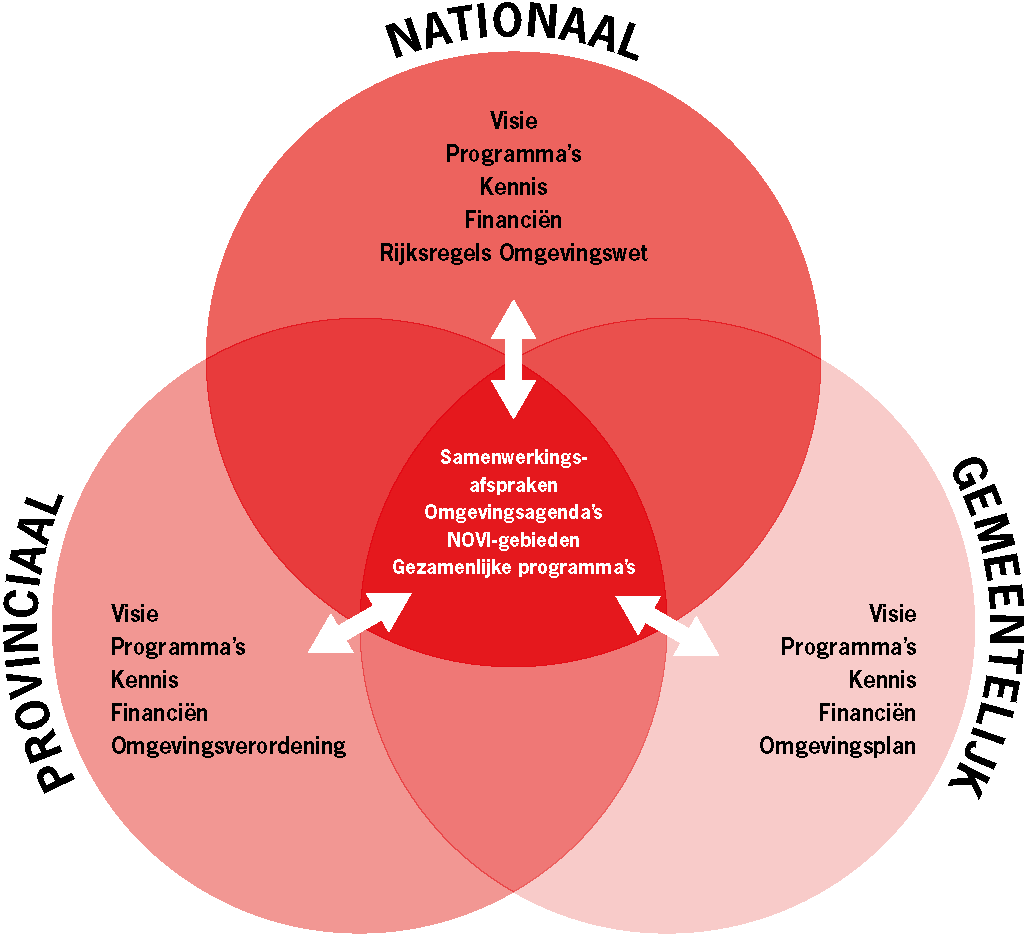 NATIONAAL
Visie
Programma's
Kennis
Financiën
Rijksregels Omgevingswet
Samenwerkings-
afspraken
Omgevingsagenda's
NOVI-gebieden
Gezamenlijke programma's
PROVINCIAAL
Visie
Programma's
Kennis
Financiën
Omgevingsverordening
GEMEENTELIJK
Visie
Programma's
Kennis
Financiën
Omgevingsplan